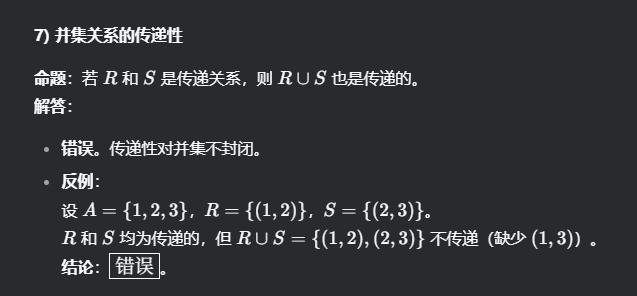 7) 并集关系的传递性
命题：若 R 和 S 是传递关系，则 R ∪ S 也是传递的。
解答：
• 错误。传递性对并集不封闭。
• 反例：
设 A = {1, 2, 3}，R = {(1, 2)}，S = {(2, 3)}。
R 和 S 均为传递的，但 R ∪ S = {(1, 2), (2, 3)} 不传递（缺少 (1, 3)）。
结论：错误。